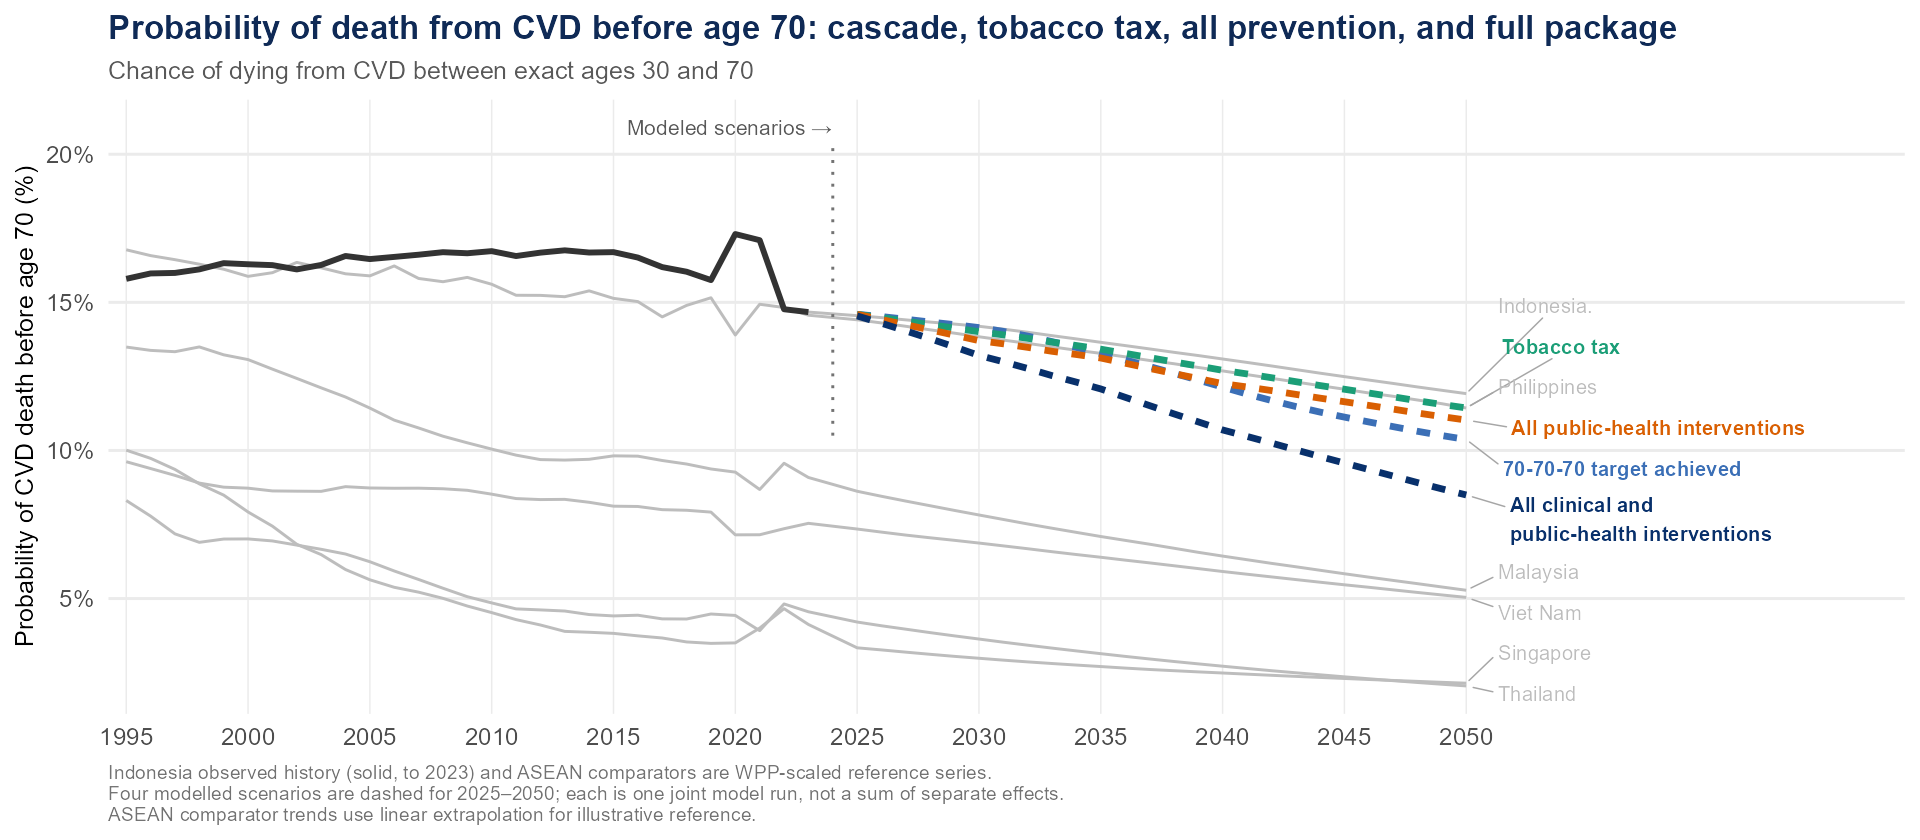 Probability of death from CVD before age 70: cascade, tobacco tax, all prevention, and full package
Chance of dying from CVD between exact ages 30 and 70
Modeled scenarios →
Probability of CVD death before age 70 (%)
20%
15%
10%
5%
Indonesia.
Tobacco tax
Philippines
All public-health interventions
70-70-70 target achieved
All clinical and
public-health interventions
Malaysia
Viet Nam
Singapore
Thailand
1995 2000 2005 2010 2015 2020 2025 2030 2035 2040 2045 2050
Indonesia observed history (solid, to 2023) and ASEAN comparators are WPP-scaled reference series.
Four modelled scenarios are dashed for 2025–2050; each is one joint model run, not a sum of separate effects.
ASEAN comparator trends use linear extrapolation for illustrative reference.